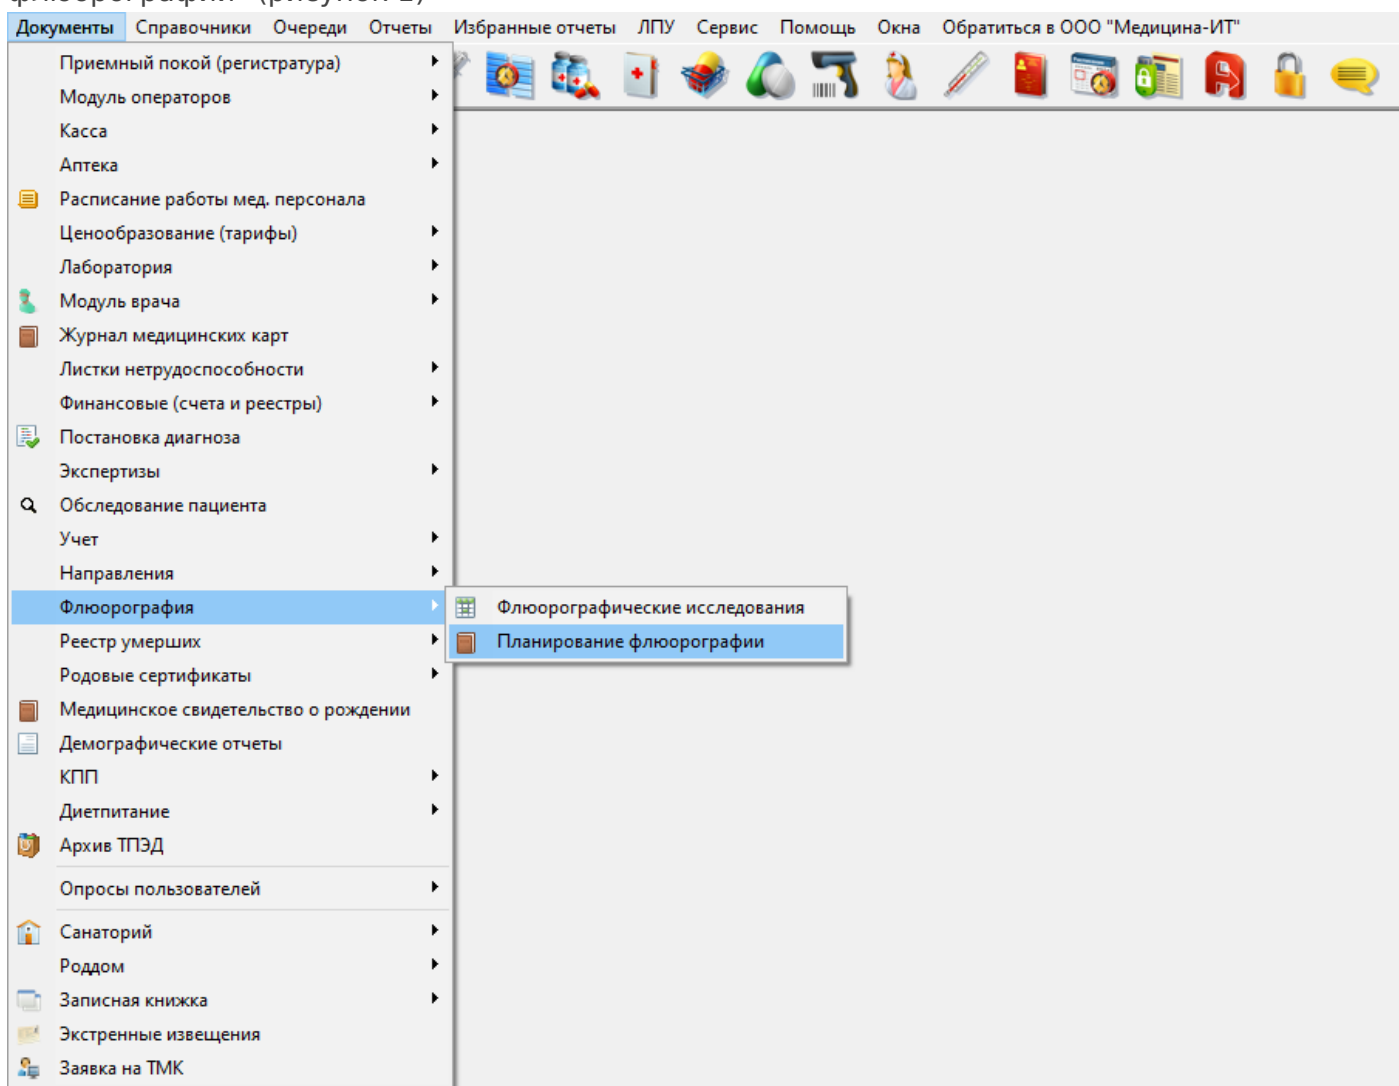 флюорографии" (рисунок 2)
Документы Справочники Очереди Отчеты Избранные отчеты ЛПУ Сервис Помощь Окна Обратиться в ООО "Медицина-ИТ"
Приемный покой (регистратура)
Модуль операторов
Касса
Аптека
Расписание работы мед. персонала
Ценообразование (тарифы)
Лаборатория
Модуль врача
Журнал медицинских карт
Листки нетрудоспособности
Финансовые (счета и реестры)
Постановка диагноза
Экспертизы
Обследование пациента
Учет
Направления
Флюорография
Флюорографические исследования
Планирование флюорографии
Реестр умерших
Родовые сертификаты
Медицинское свидетельство о рождении
Демографические отчеты
КПП
Диетпитание
Архив ТПЭД
Опросы пользователей
Санаторий
Роддом
Записная книжка
Экстренные извещения
Заявка на ТМК